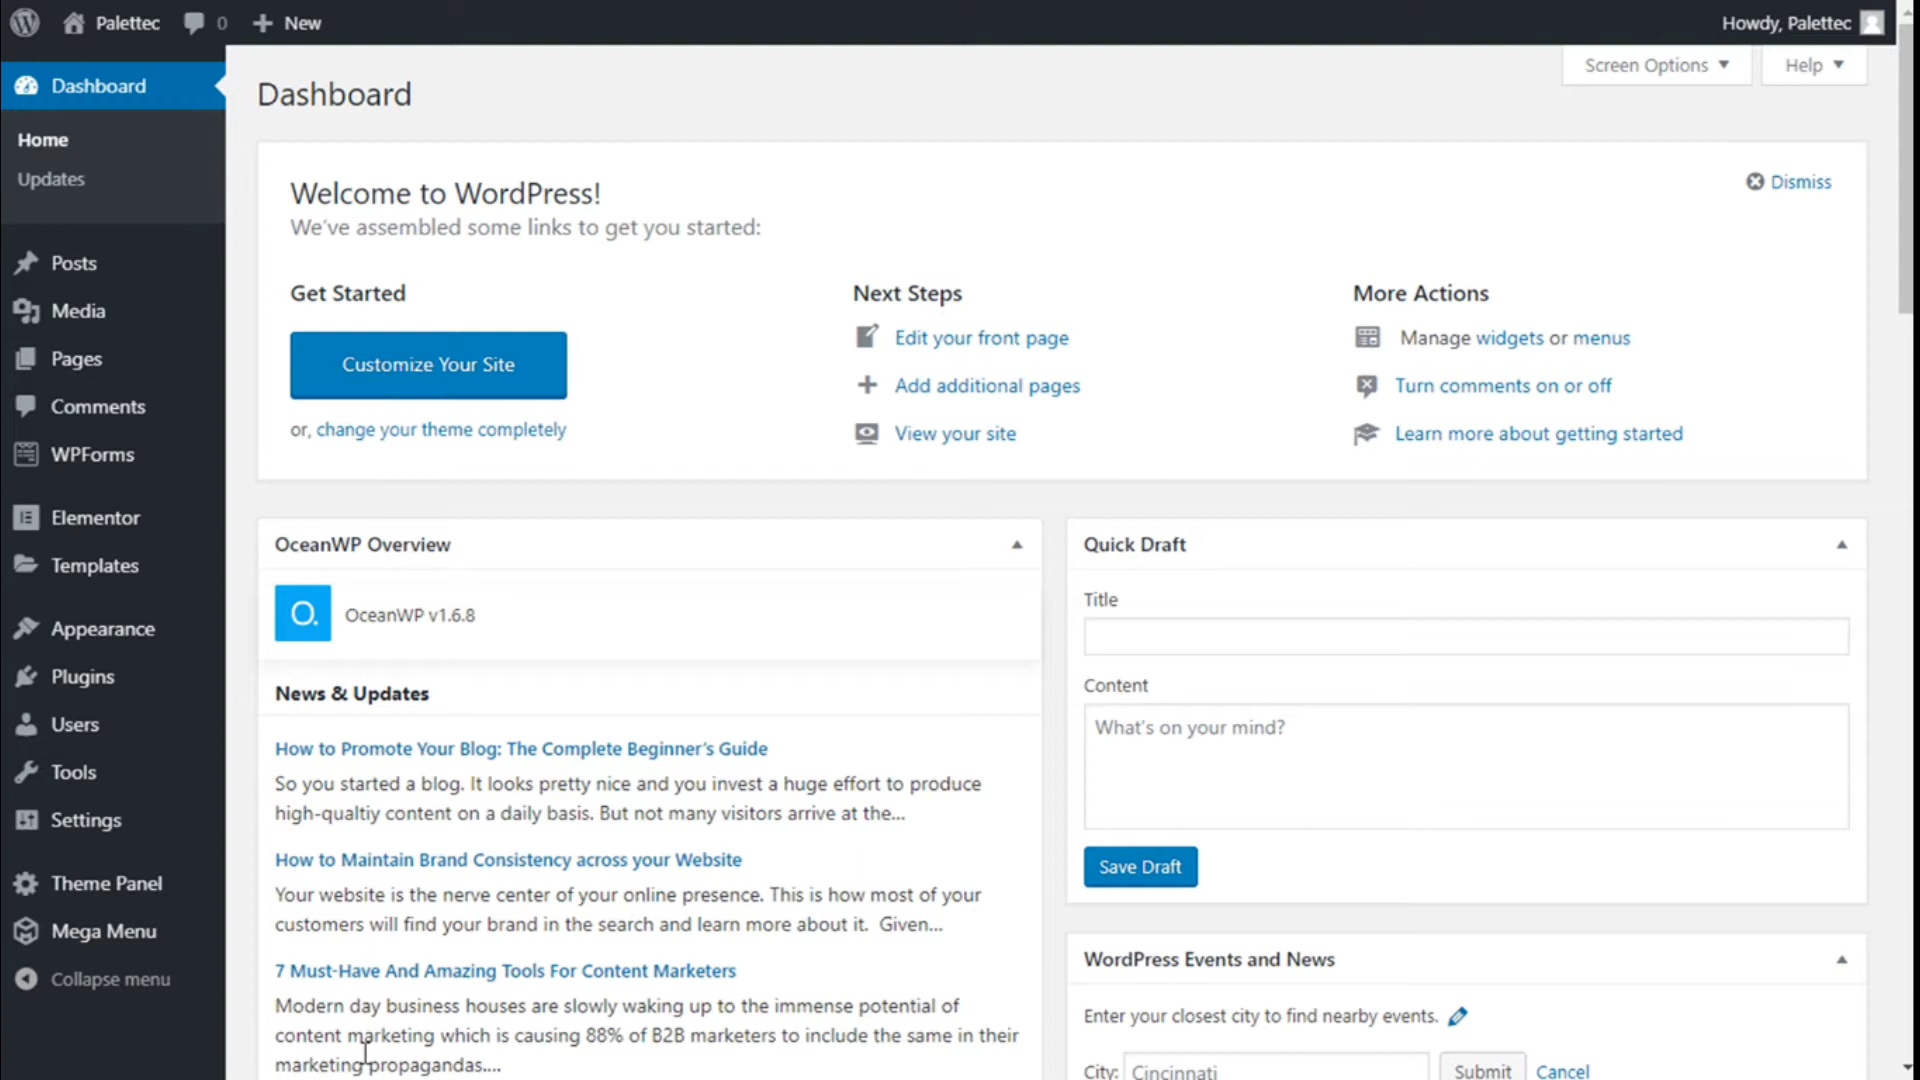 Palettec 0 New Howdy, Palettec
Screen Options Help
Dashboard
Home
Updates
Posts
Media
Pages
Comments
WPForms
Elementor
Templates
Appearance
Plugins
Users
Tools
Settings
Theme Panel
Mega Menu
Collapse menu
Dashboard
Welcome to WordPress!
Dismiss
We've assembled some links to get you started:
Get Started
Customize Your Site
or, change your theme completely
Next Steps
Edit your front page
Add additional pages
View your site
More Actions
Manage widgets or menus
Turn comments on or off
Learn more about getting started
OceanWP Overview
O.
OceanWP v1.6.8
News & Updates
How to Promote Your Blog: The Complete Beginner's Guide
So you started a blog. It looks pretty nice and you invest a huge effort to produce
high-qualtiy content on a daily basis. But not many visitors arrive at the...
How to Maintain Brand Consistency across your Website
Your website is the nerve center of your online presence. This is how most of your
customers will find your brand in the search and learn more about it. Given...
7 Must-Have And Amazing Tools For Content Marketers
Modern day business houses are slowly waking up to the immense potential of
content marketing which is causing 88% of B2B marketers to include the same in their
marketing propagandas....
Quick Draft
Title
Content
What's on your mind?
Save Draft
WordPress Events and News
Enter your closest city to find nearby events.
City: Cincinnati Submit Cancel